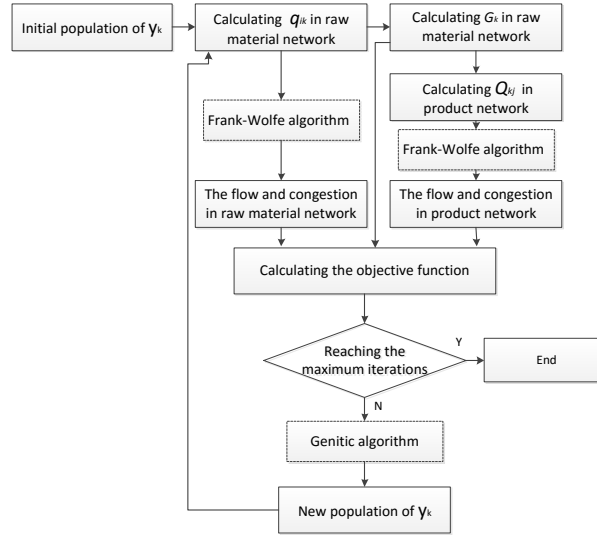 Initial population of yk
Calculating qik in raw
material network
Calculating Gk in raw
material network
Calculating Qkj in
product network
Frank-Wolfe algorithm
Frank-Wolfe algorithm
The flow and congestion
in raw material network
The flow and congestion
in product network
Calculating the objective function
Reaching the
maximum iterations
Y
End
N
Genitic algorithm
New population of yk